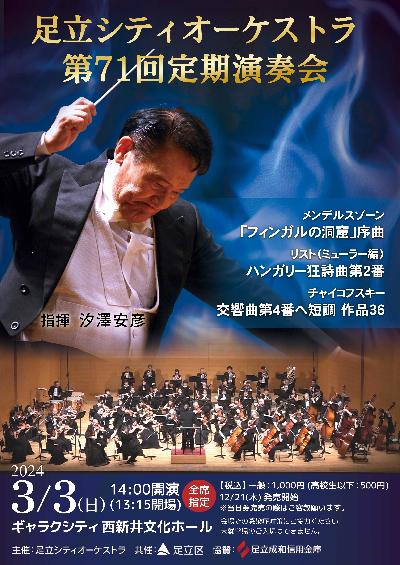 足立シティオーケストラ
第71回定期演奏会
メンデルスゾーン
「フィンガルの洞窟」序曲
リスト(ミューラー編)
ハンガリー狂詩曲第2番
チャイコフスキー
交響曲第4番ヘ短調 作品36
指揮 汐澤安彦
2024
3/3(日) 14:00開演
(13:15開場)
全席
指定
【税込】一般:1,000円 (高校生以下:500円)
12/21(木)発売開始
※当日券完売の際はご容赦願います。
ギャラクシティ 西新井文化ホール
主催:足立シティオーケストラ 共催:足立区 協賛:足立成和信用金庫